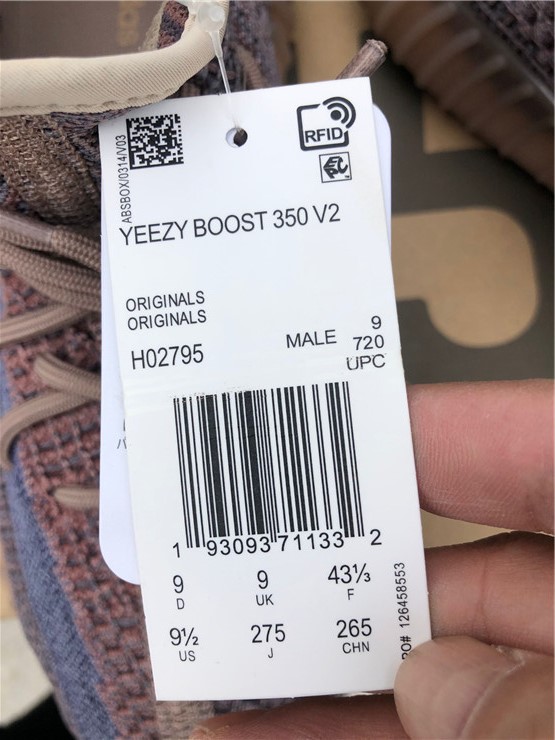 ABSBOX/0314/V03
RFID
YEEZY BOOST 350 V2
ORIGINALS
ORIGINALS
H02795
MALE
9
720
UPC
1 93093 71133 2
9 9 43⅓
D UK F
9½ 275 265
US J CHN
PO# 126458553